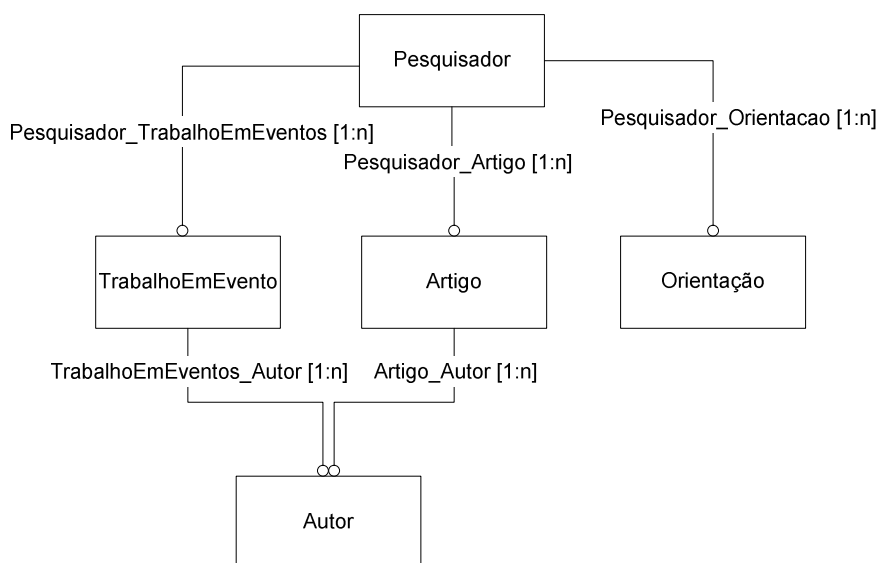 Pesquisador
Pesquisador_TrabalhoEmEventos [1:n]
Pesquisador_Artigo [1:n]
Pesquisador_Orientacao [1:n]
TrabalhoEmEvento
Artigo
Orientação
TrabalhoEmEventos_Autor [1:n]
Artigo_Autor [1:n]
Autor